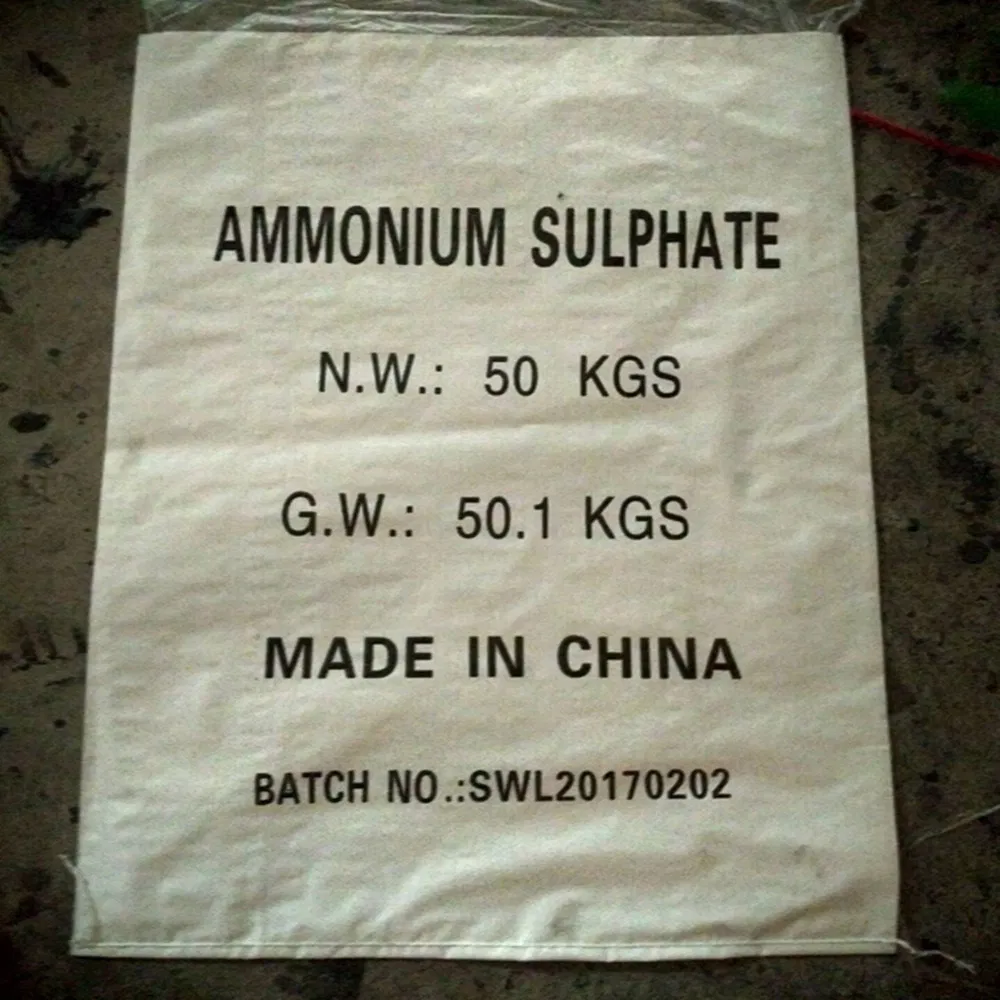 AMMONIUM SULPHATE
N.W.: 50 KGS
G.W.: 50.1 KGS
MADE IN CHINA
BATCH NO.:SWL20170202